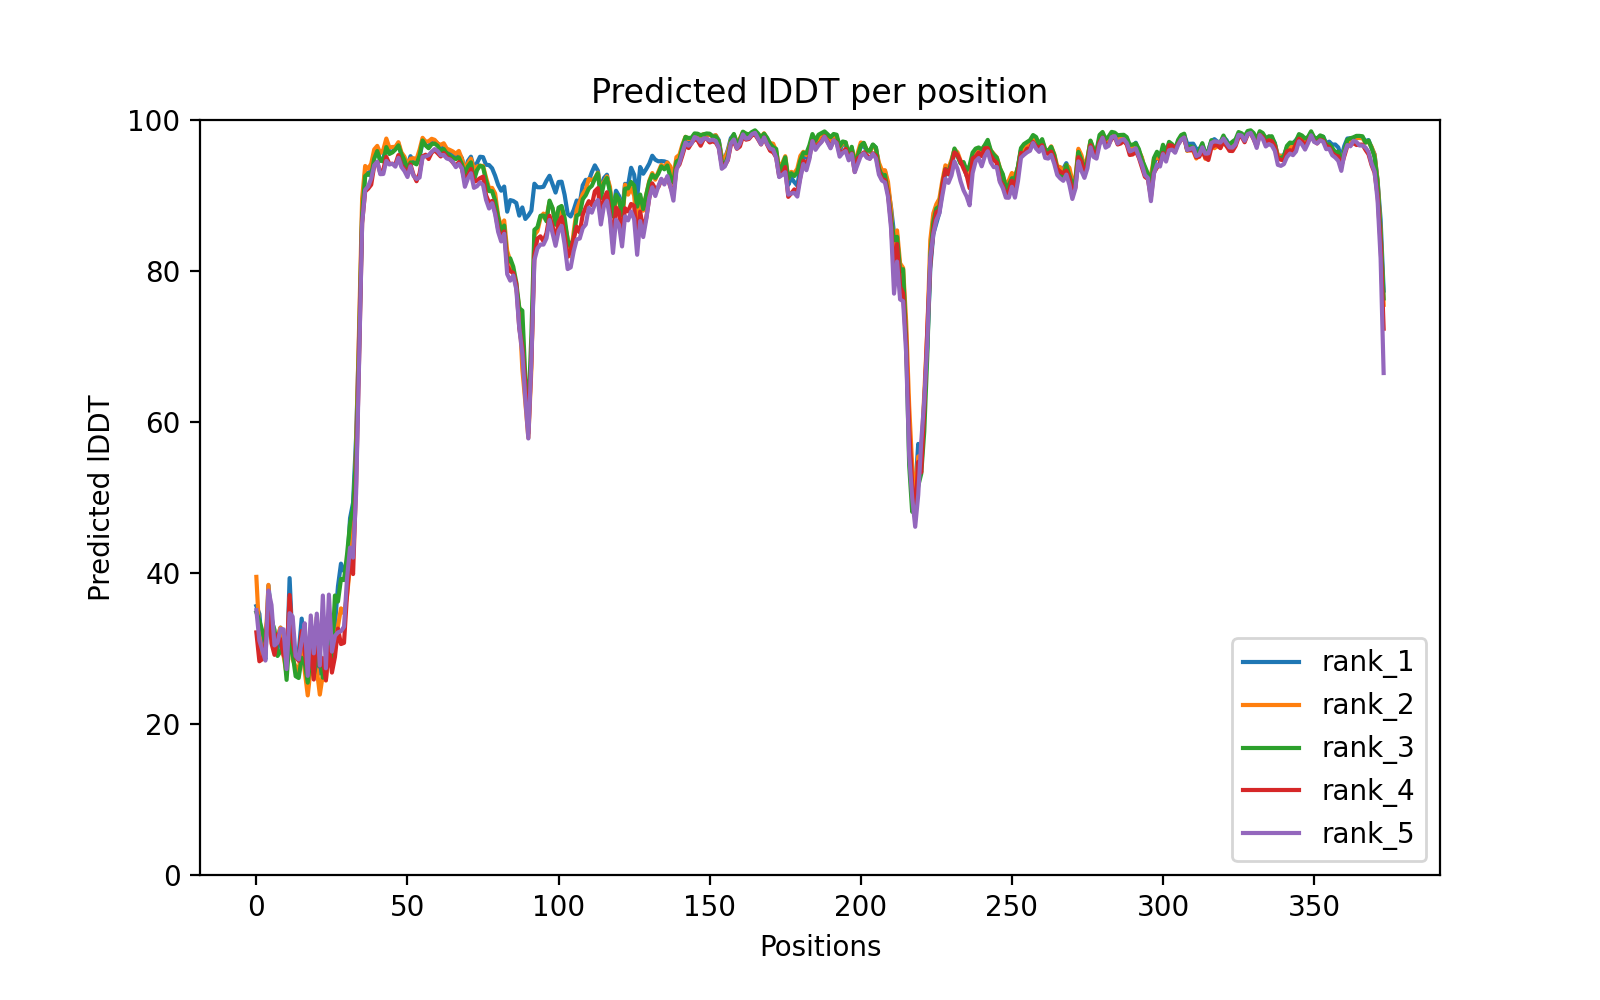 Predicted lDDT per position
Predicted lDDT
100
80
60
40
20
0
0 50 100 150 200 250 300 350
Positions
rank_1
rank_2
rank_3
rank_4
rank_5